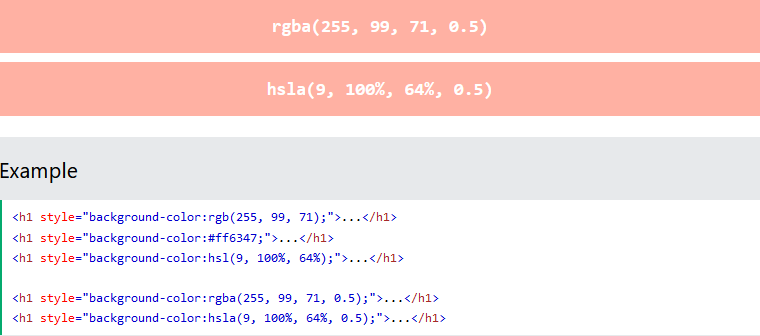 rgba(255, 99, 71, 0.5)
hsla(9, 100%, 64%, 0.5)
Example
<h1 style="background-color:rgb(255, 99, 71);">...</h1>
<h1 style="background-color:#ff6347;">...</h1>
<h1 style="background-color:hsl(9, 100%, 64%);">...</h1>
<h1 style="background-color:rgba(255, 99, 71, 0.5);">...</h1>
<h1 style="background-color:hsla(9, 100%, 64%, 0.5);">...</h1>